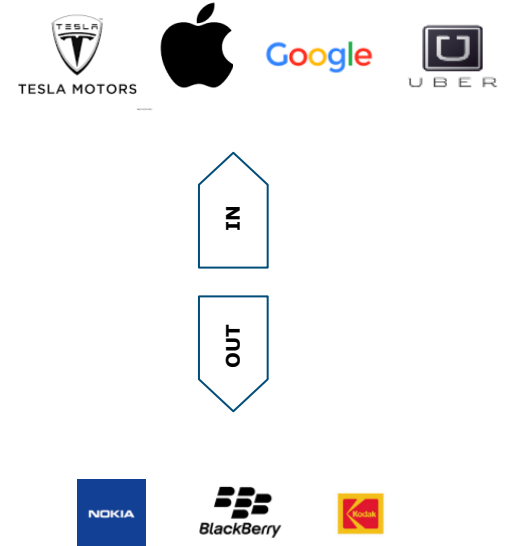 TESLA
TESLA MOTORS
Google
UBER
IN
OUT
NOKIA
BlackBerry
Kodak